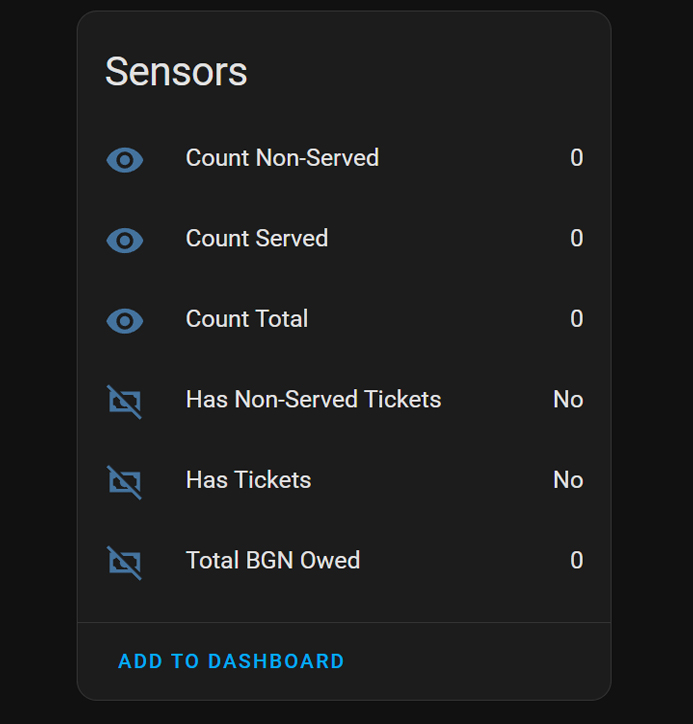 Sensors
Count Non-Served 0
Count Served 0
Count Total 0
Has Non-Served Tickets No
Has Tickets No
Total BGN Owed 0
ADD TO DASHBOARD